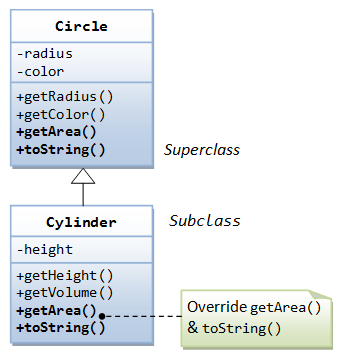 Circle
-radius
-color
+getRadius()
+getColor()
+getArea()
+toString()
Superclass
Cylinder
Subclass
-height
+getHeight()
+getVolume()
+getArea()
+toString()
Override getArea()
& toString()